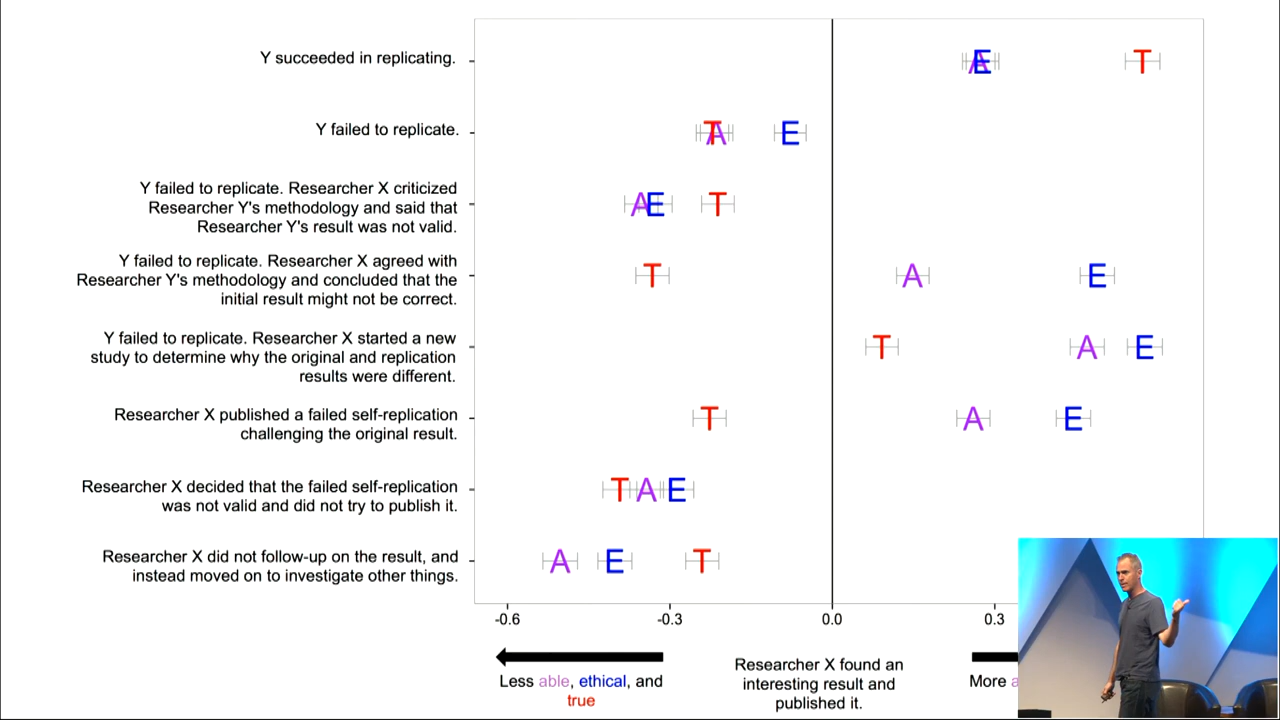 Y succeeded in replicating.
A E T
Y failed to replicate.
T A E
Y failed to replicate. Researcher X criticized
Researcher Y's methodology and said that
Researcher Y's result was not valid.
A E T
Y failed to replicate. Researcher X agreed with
Researcher Y's methodology and concluded that the
initial result might not be correct.
T A E
Y failed to replicate. Researcher X started a new
study to determine why the original and replication
results were different.
T A E
Researcher X published a failed self-replication
challenging the original result.
T A E
Researcher X decided that the failed self-replication
was not valid and did not try to publish it.
T A E
Researcher X did not follow-up on the result, and
instead moved on to investigate other things.
A E T
-0.6 -0.3 0.0 0.3
Less able, ethical, and
true
Researcher X found an
interesting result and
published it.
More a